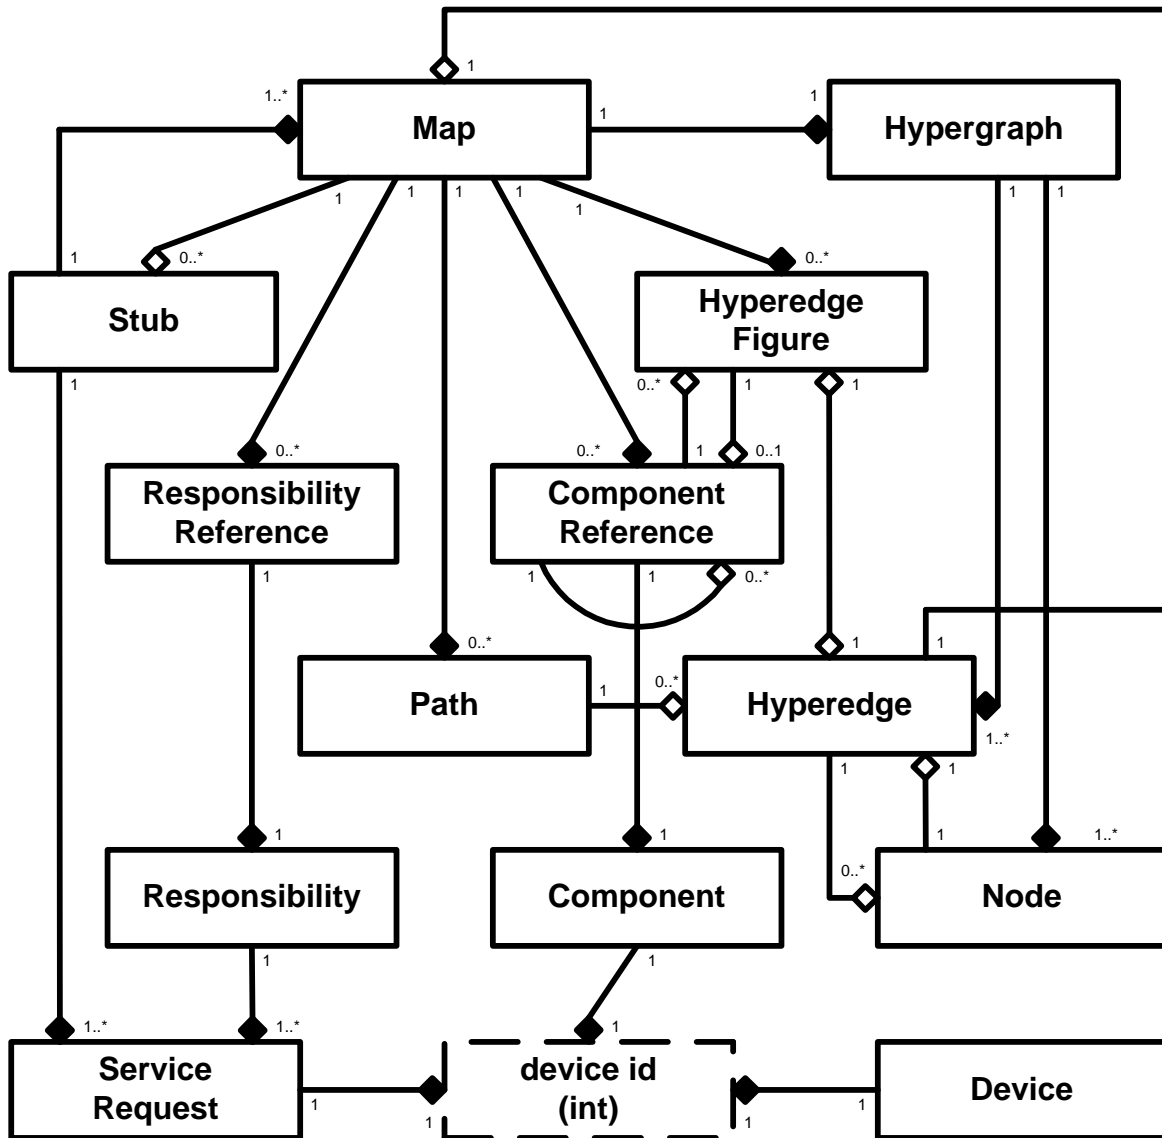 1
1..*
1
1
Map
Hypergraph
1
1
1
1
1
1
1
1
1
0..*
0..*
Stub
Hyperedge
Figure
1
0..*
1
1
0..*
0..*
1
0..1
Responsibility
Reference
Component
Reference
1
1
1
0..*
0..*
1
1
1
0..*
Path
Hyperedge
1..*
1
1
1
1
1
1..*
0..*
Responsibility
Component
Node
1
1
1..*
1..*
1
Service
Request
device id
(int)
Device
1
1
1
1